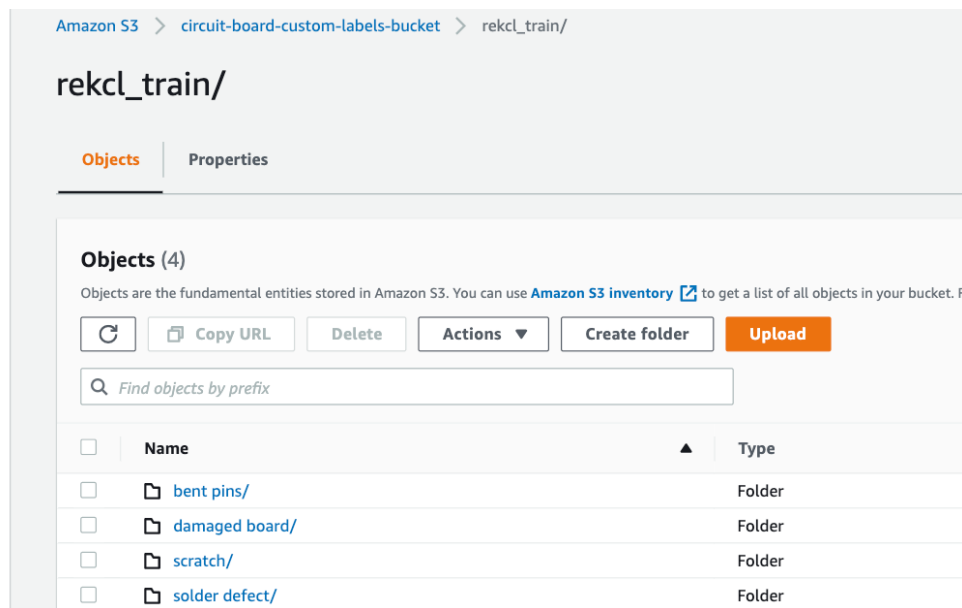 Amazon S3 > circuit-board-custom-labels-bucket > rekcl_train/
rekcl_train/
Objects Properties
Objects (4)
Objects are the fundamental entities stored in Amazon S3. You can use Amazon S3 inventory to get a list of all objects in your bucket.
Copy URL Delete Actions ▼ Create folder Upload
Find objects by prefix
Name ▲ Type
bent pins/ Folder
damaged board/ Folder
scratch/ Folder
solder defect/ Folder